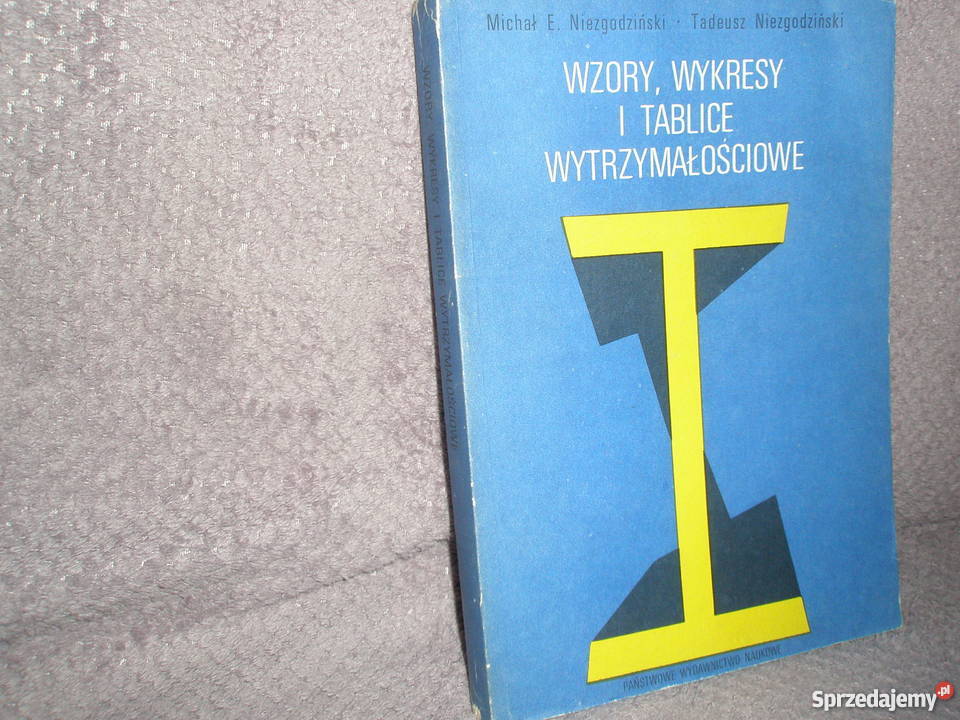 Michał E. Niezgodziński · Tadeusz Niezgodziński
WZORY, WYKRESY
I TABLICE
WYTRZYMAŁOŚCIOWE
PAŃSTWOWE WYDAWNICTWO NAUKOWE
WZORY WYKRESY I TABLICE WYTRZYMAŁOŚCIOWE
Sprzedajemy.pl